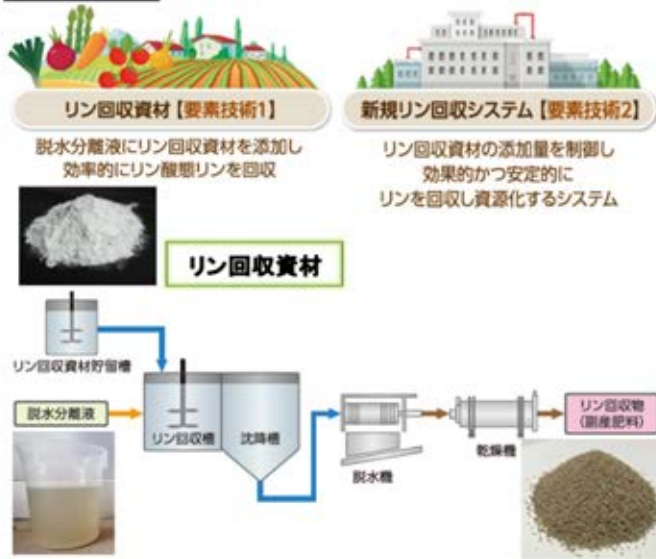 リン回収資材【要素技術1】
脱水分離液にリン回収資材を添加し
効率的にリン酸態リンを回収
新規リン回収システム【要素技術2】
リン回収資材の添加量を制御し
効果的かつ安定的に
リンを回収し資源化するシステム
リン回収資材
リン回収資材貯留槽
脱水分離液
リン回収槽
沈降槽
脱水機
乾燥機
リン回収物
(副産肥料)